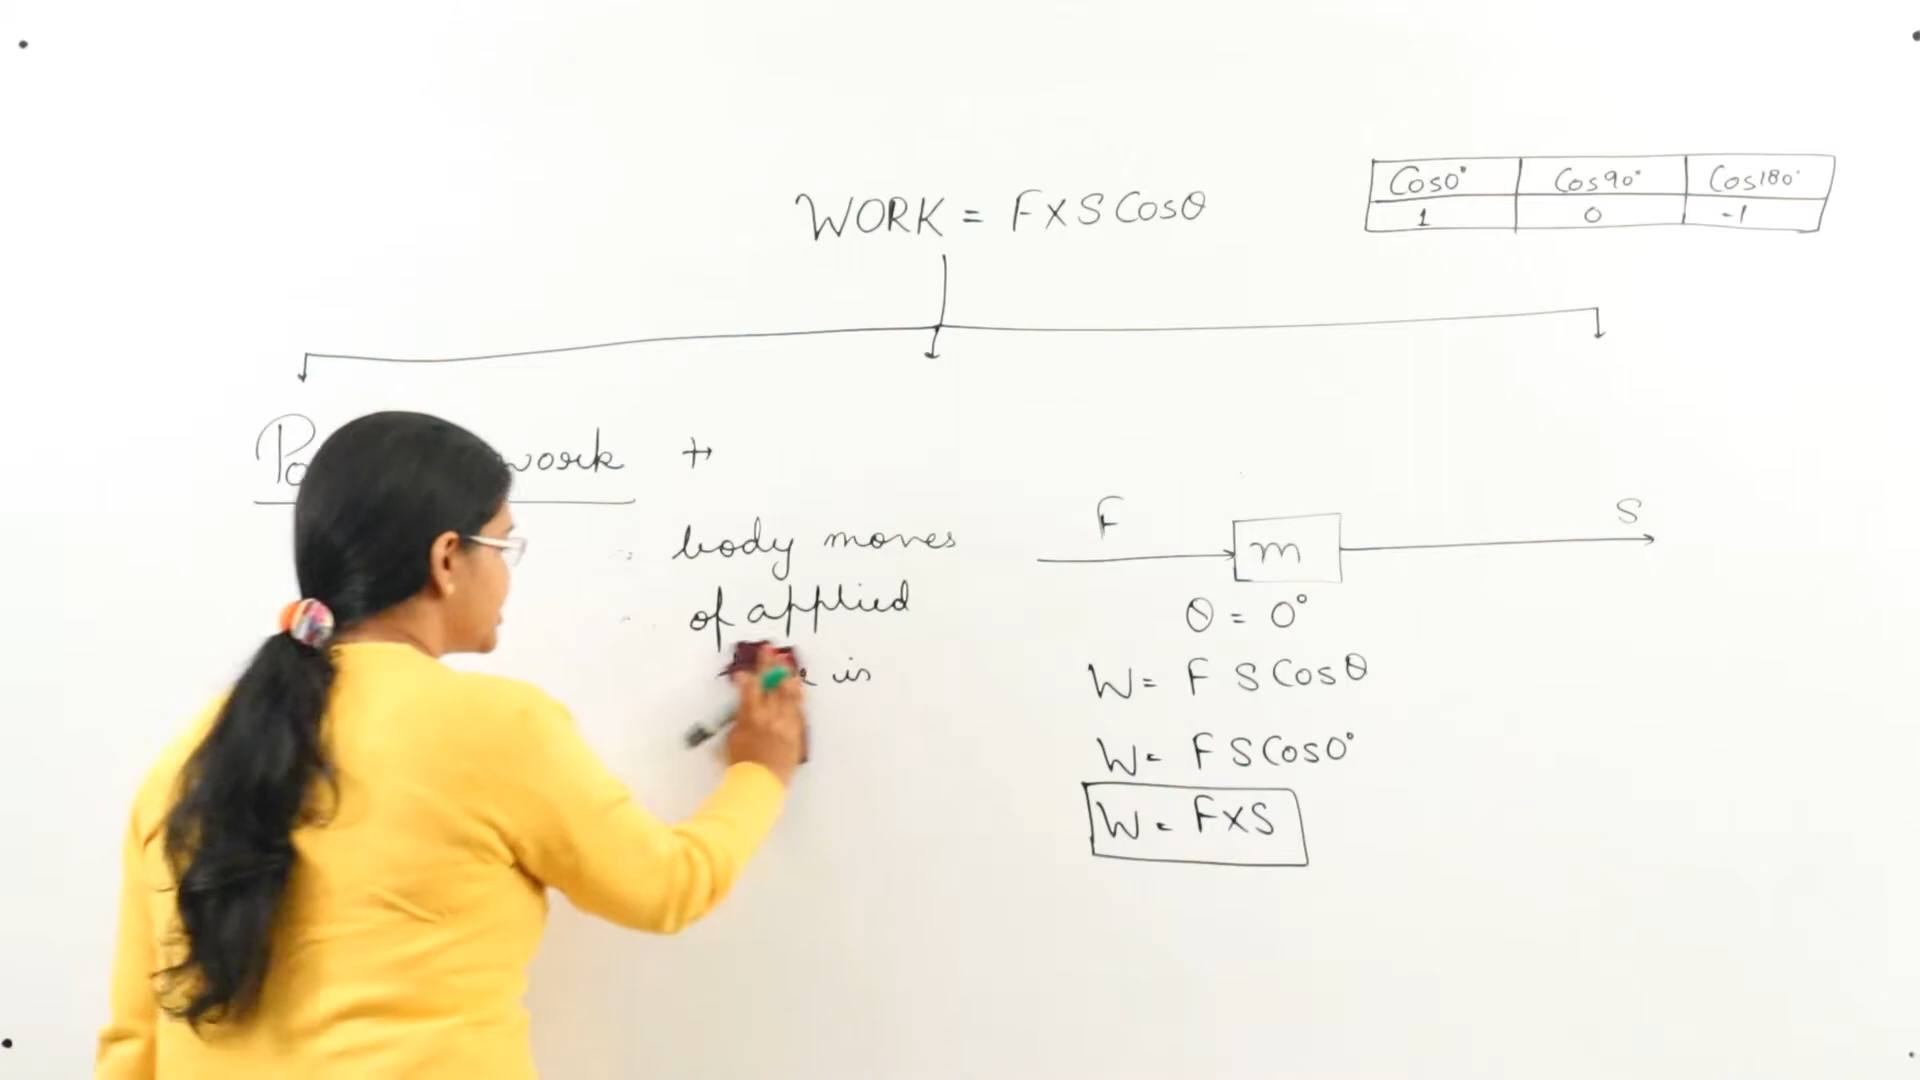 WORK = F×S Cosθ
Cos0° Cos90° Cos180°
1 0 -1
work +
body moves
of applied
is
F m S
θ = 0°
W = F S Cosθ
W = F S Cos0°
W = F×S